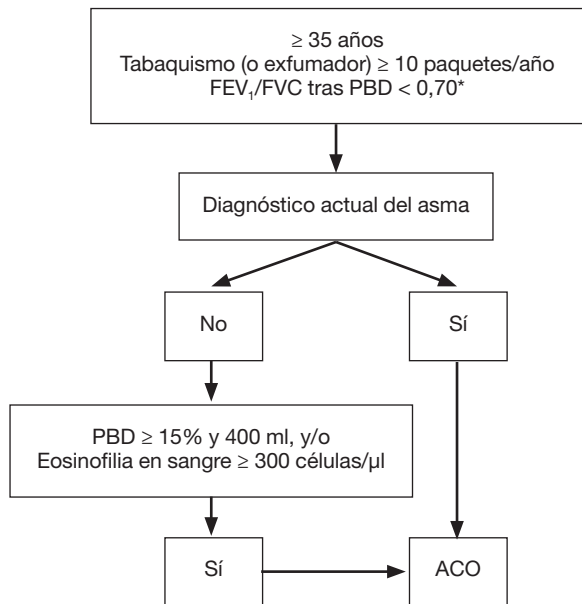 ≥ 35 años
Tabaquismo (o exfumador) ≥ 10 paquetes/año
FEV₁/FVC tras PBD < 0,70*
Diagnóstico actual del asma
No
Sí
PBD ≥ 15% y 400 ml, y/o
Eosinofilia en sangre ≥ 300 células/µl
Sí
ACO